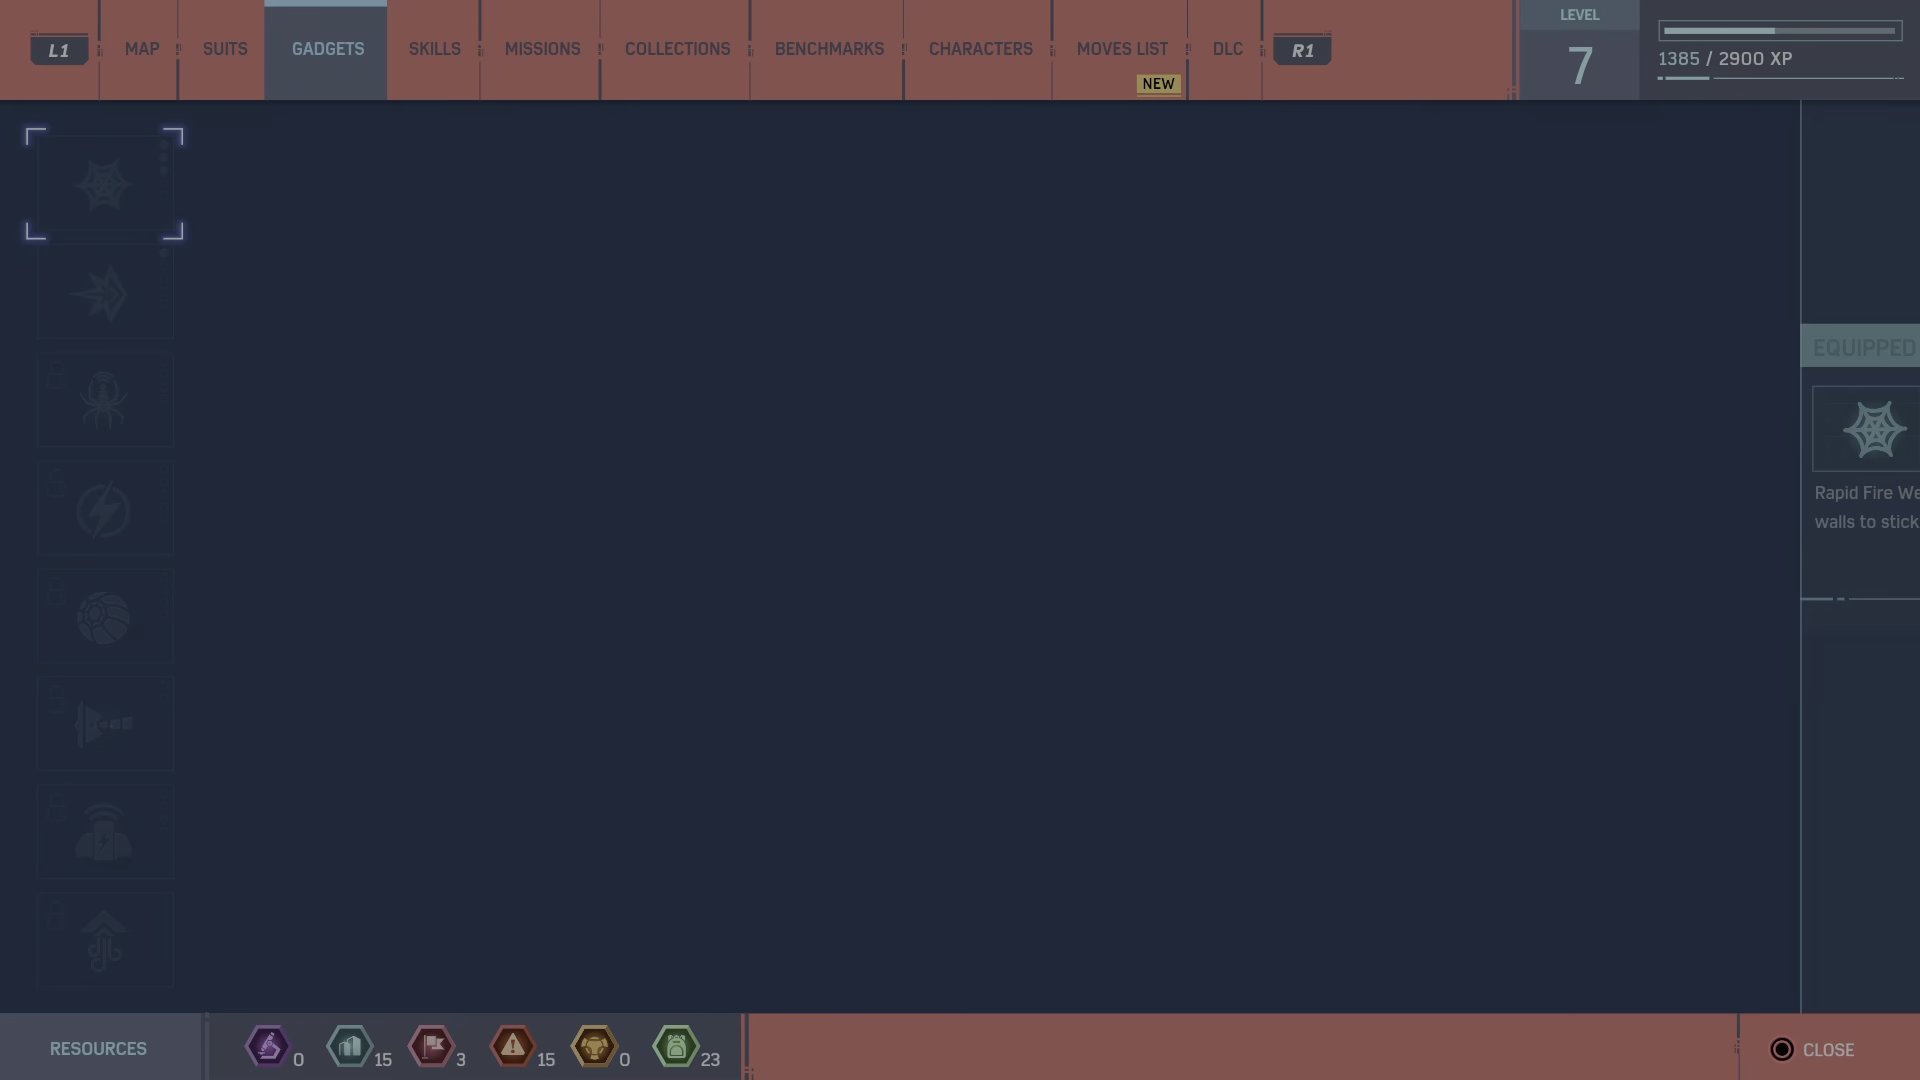 L1 MAP SUITS GADGETS SKILLS MISSIONS COLLECTIONS BENCHMARKS CHARACTERS MOVES LIST DLC R1
NEW
LEVEL
7
1385 / 2900 XP
EQUIPPED
Rapid Fire We
walls to stick
RESOURCES 0 15 3 15 0 23
CLOSE